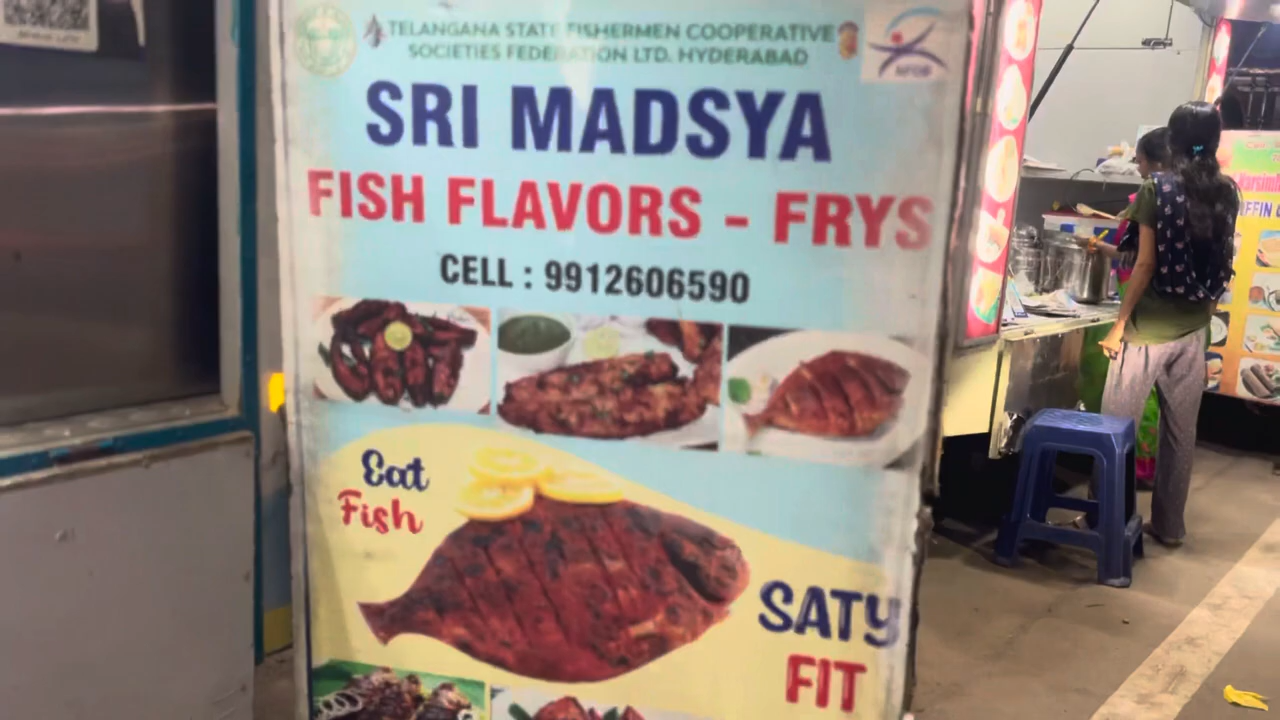 TELANGANA STATE FISHERMEN COOPERATIVE
SOCIETIES FEDERATION LTD. HYDERABAD
SRI MADSYA
FISH FLAVORS - FRYS
CELL : 9912606590
Eat
Fish
SATY
FIT